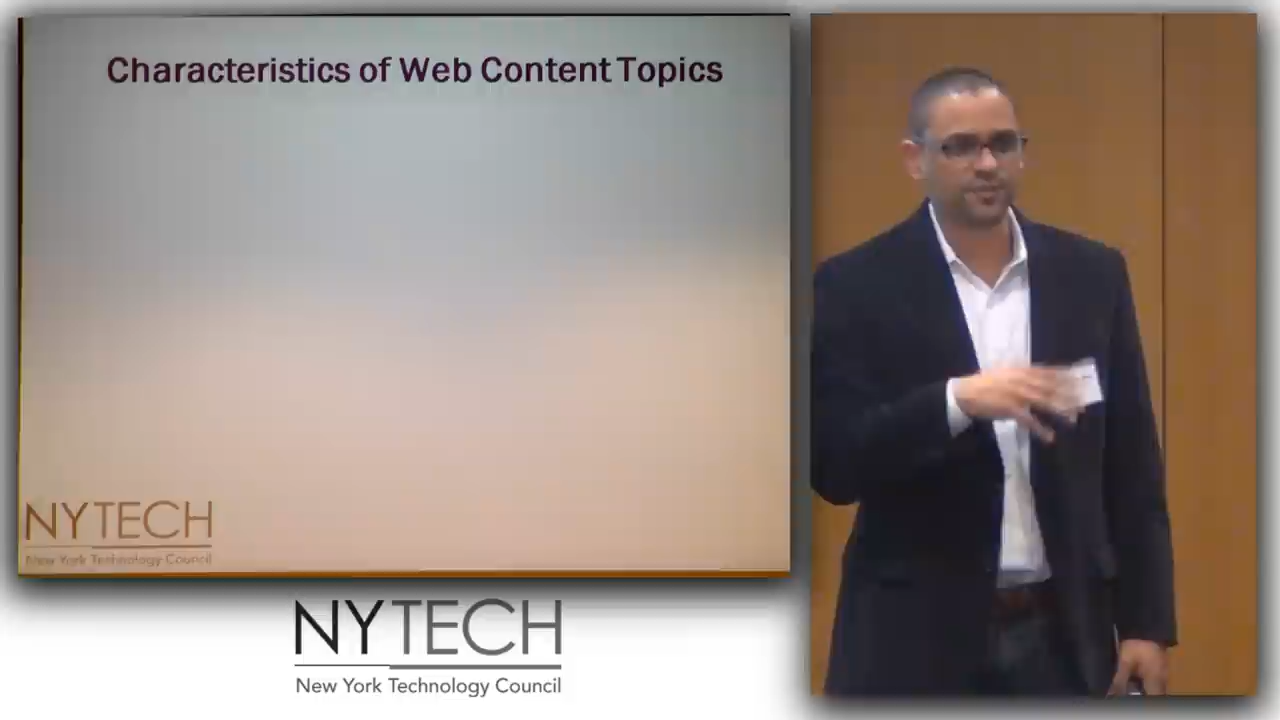 Characteristics of Web Content Topics
NYTECH
New York Technology Council
NYTECH
New York Technology Council